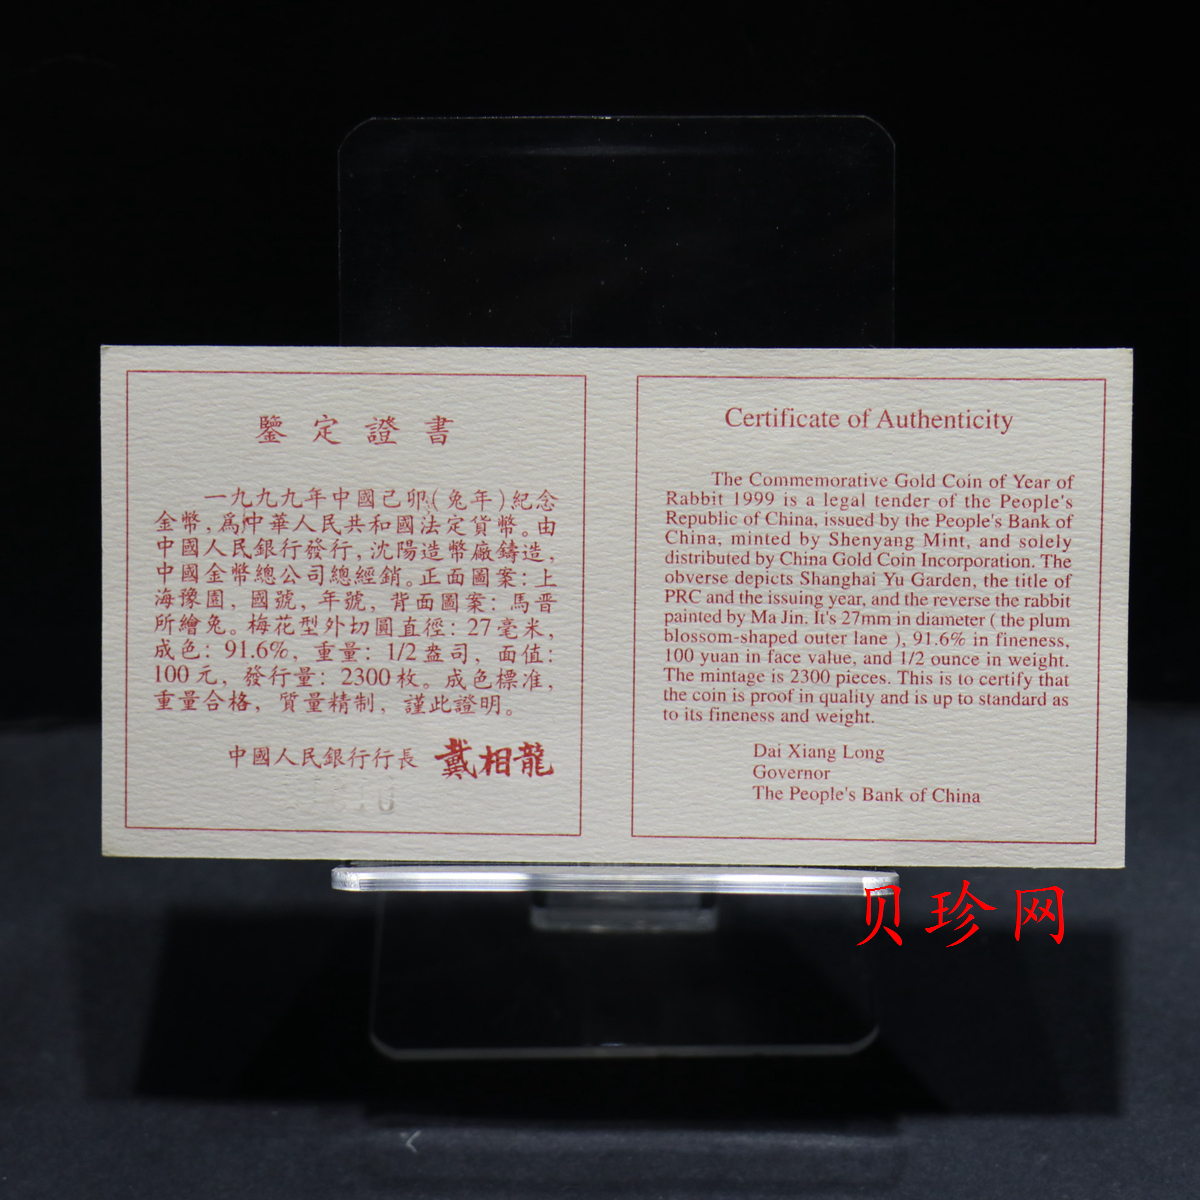 鑒定證書
一九九九年中國己卯(兔年)紀念
金幣,爲中華人民共和國法定貨幣。由
中國人民銀行發行,沈陽造幣廠鑄造,
中國金幣總公司總經銷。正面圖案:上
海豫園,國號,年號,背面圖案:馬晋
所繪兔。梅花型外切圓直徑:27毫米,
成色:91.6%,重量:1/2盎司,面值:
100元,發行量:2300枚。成色標准,
重量合格,質量精制,謹此證明。
中國人民銀行行長 戴相龍
Certificate of Authenticity
The Commemorative Gold Coin of Year of
Rabbit 1999 is a legal tender of the People's
Republic of China, issued by the People's Bank of
China, minted by Shenyang Mint, and solely
distributed by China Gold Coin Incorporation. The
obverse depicts Shanghai Yu Garden, the title of
PRC and the issuing year, and the reverse the rabbit
painted by Ma Jin. It's 27mm in diameter ( the plum
blossom-shaped outer lane ), 91.6% in fineness,
100 yuan in face value, and 1/2 ounce in weight.
The mintage is 2300 pieces. This is to certify that
the coin is proof in quality and is up to standard as
to its fineness and weight.
Dai Xiang Long
Governor
The People's Bank of China
贝珍网